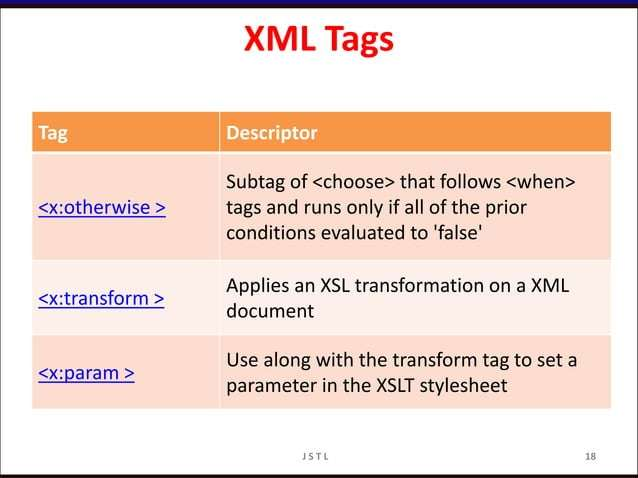 XML Tags
Tag
Descriptor
<x:otherwise >
Subtag of <choose> that follows <when>
tags and runs only if all of the prior
conditions evaluated to 'false'
<x:transform >
Applies an XSL transformation on a XML
document
<x:param >
Use along with the transform tag to set a
parameter in the XSLT stylesheet
J S T L
18